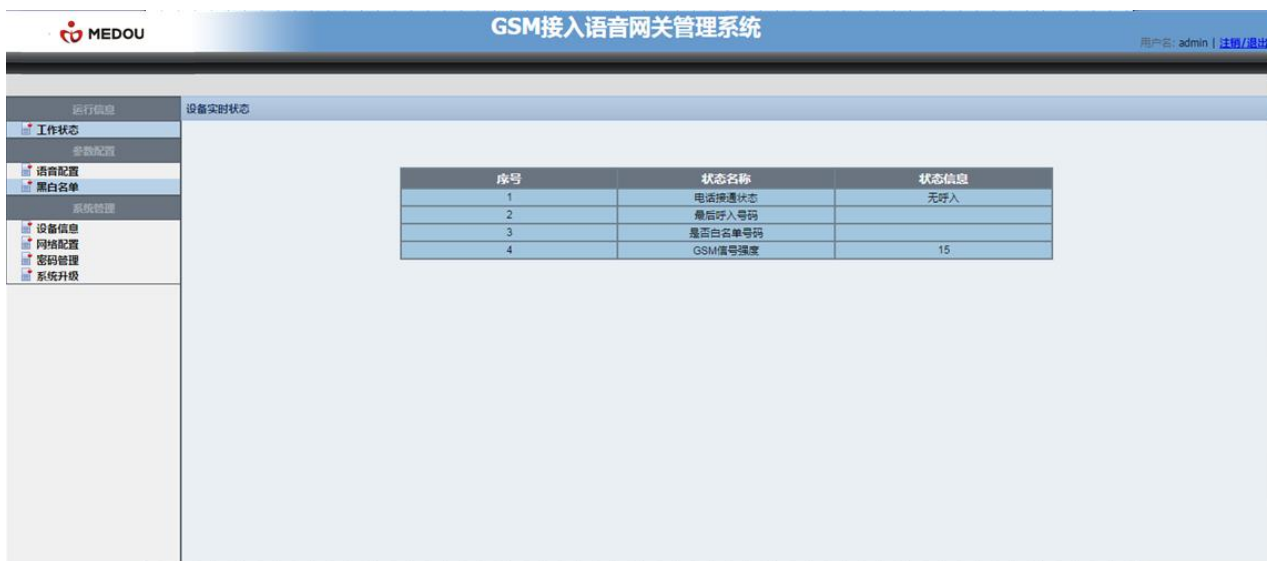 MEDOU
GSM接入语音网关管理系统
用户名: admin | 注销/退出
运行信息
设备实时状态
工作状态
参数配置
语音配置
黑白名单
系统管理
设备信息
网络配置
密码管理
系统升级
序号 状态名称 状态信息
1 电话接通状态 无呼入
2 最后呼入号码
3 是否白名单号码
4 GSM信号强度 15